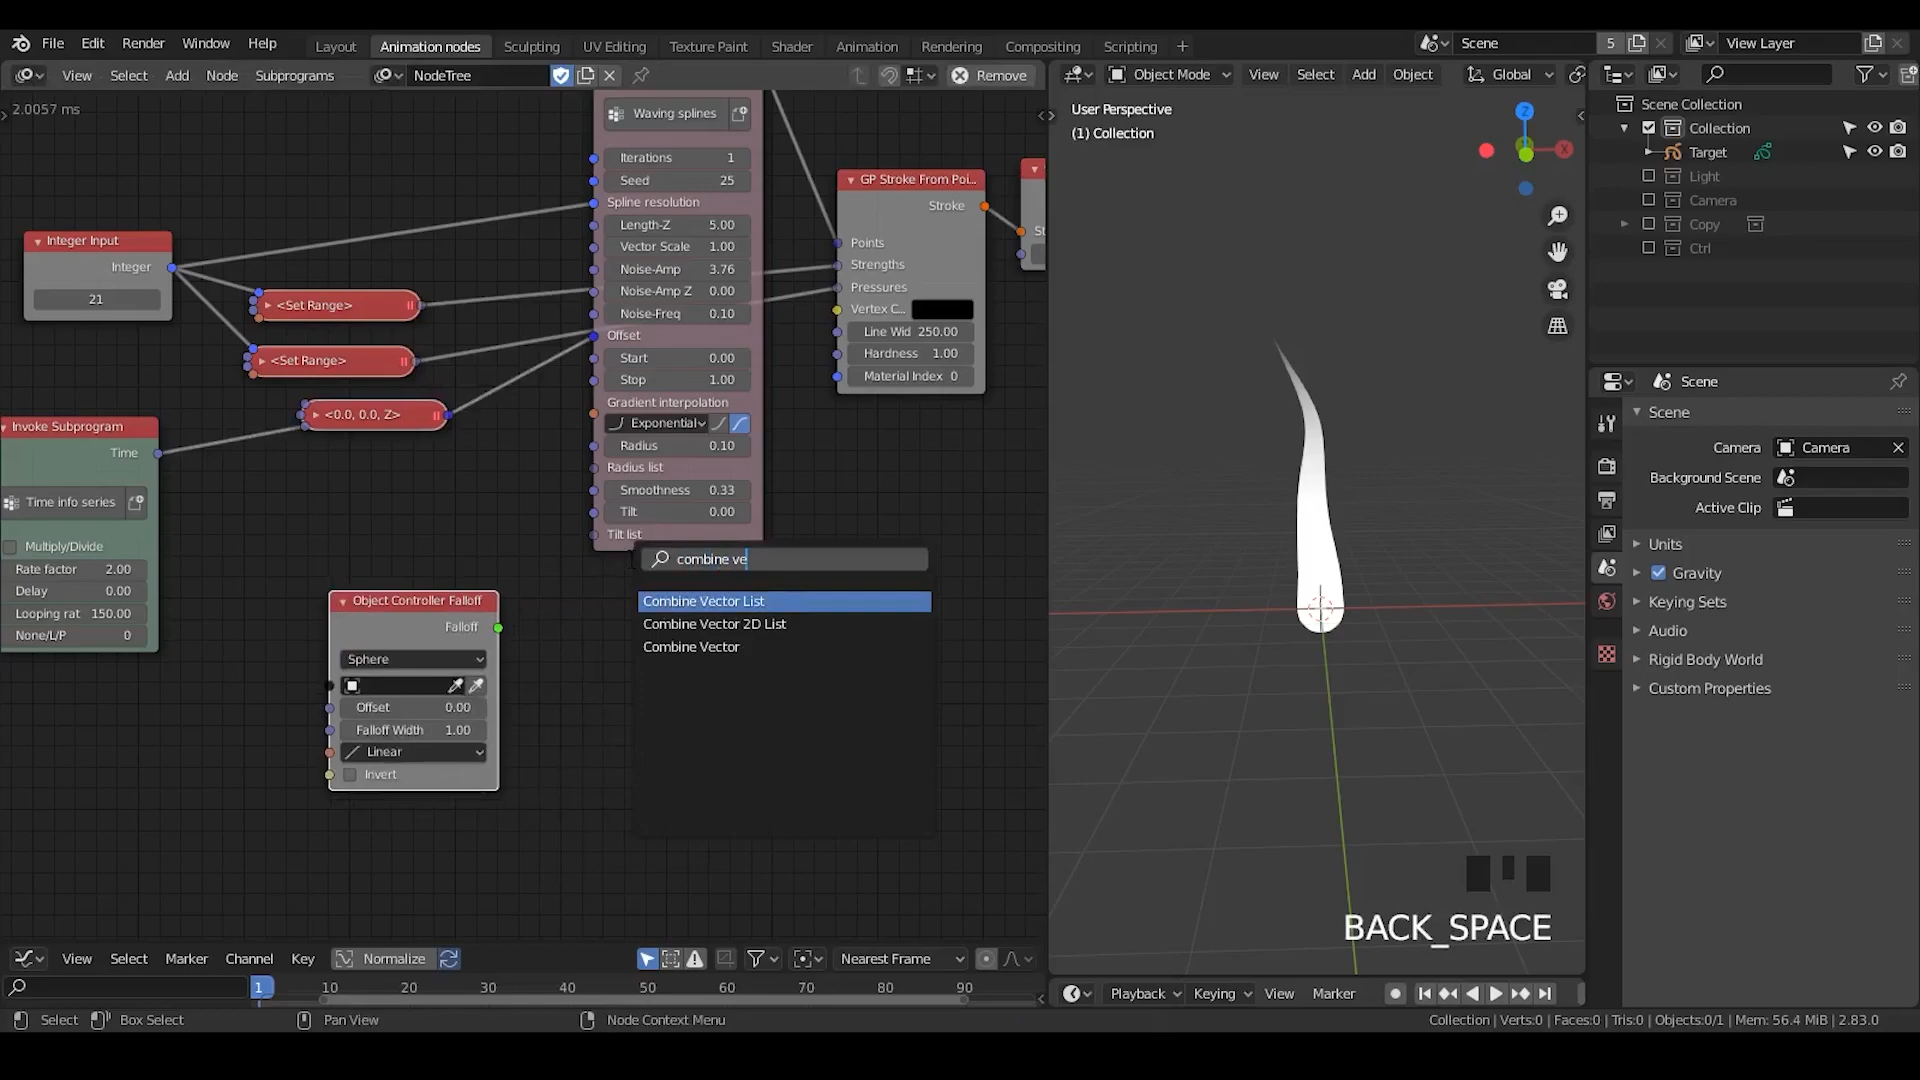 File Edit Render Window Help Layout Animation nodes Sculpting UV Editing Texture Paint Shader Animation Rendering Compositing Scripting + Scene 5 View Layer
View Select Add Node Subprograms NodeTree Remove Object Mode View Select Add Object Global
2.0057 ms
Waving splines
Iterations 1
Seed 25
Spline resolution
Length-Z 5.00
Vector Scale 1.00
Noise-Amp 3.76
Noise-Amp Z 0.00
Noise-Freq 0.10
Offset
Start 0.00
Stop 1.00
Gradient interpolation
Exponential
Radius 0.10
Radius list
Smoothness 0.33
Tilt 0.00
Tilt list
Integer Input
Integer
21
<Set Range>
<Set Range>
<0.0, 0.0, Z>
Invoke Subprogram
Time
Time info series
Multiply/Divide
Rate factor 2.00
Delay 0.00
Looping rat 150.00
None/L/P 0
GP Stroke From Poi...
Stroke
Points
Strengths
Pressures
Vertex C...
Line Wid 250.00
Hardness 1.00
Material Index 0
St
Object Controller Falloff
Falloff
Sphere
Offset 0.00
Falloff Width 1.00
Linear
Invert
combine ve
Combine Vector List
Combine Vector 2D List
Combine Vector
User Perspective
(1) Collection
Z
X
BACK_SPACE
Scene Collection
Collection
Target
Light
Camera
Copy
Ctrl
Scene
Scene
Camera Camera
Background Scene
Active Clip
Units
Gravity
Keying Sets
Audio
Rigid Body World
Custom Properties
View Select Marker Channel Key Normalize Nearest Frame
1 10 20 30 40 50 60 70 80 90
Playback Keying View Marker
Select Box Select Pan View Node Context Menu Collection | Verts:0 | Faces:0 | Tris:0 | Objects:0/1 | Mem: 56.4 MiB | 2.83.0